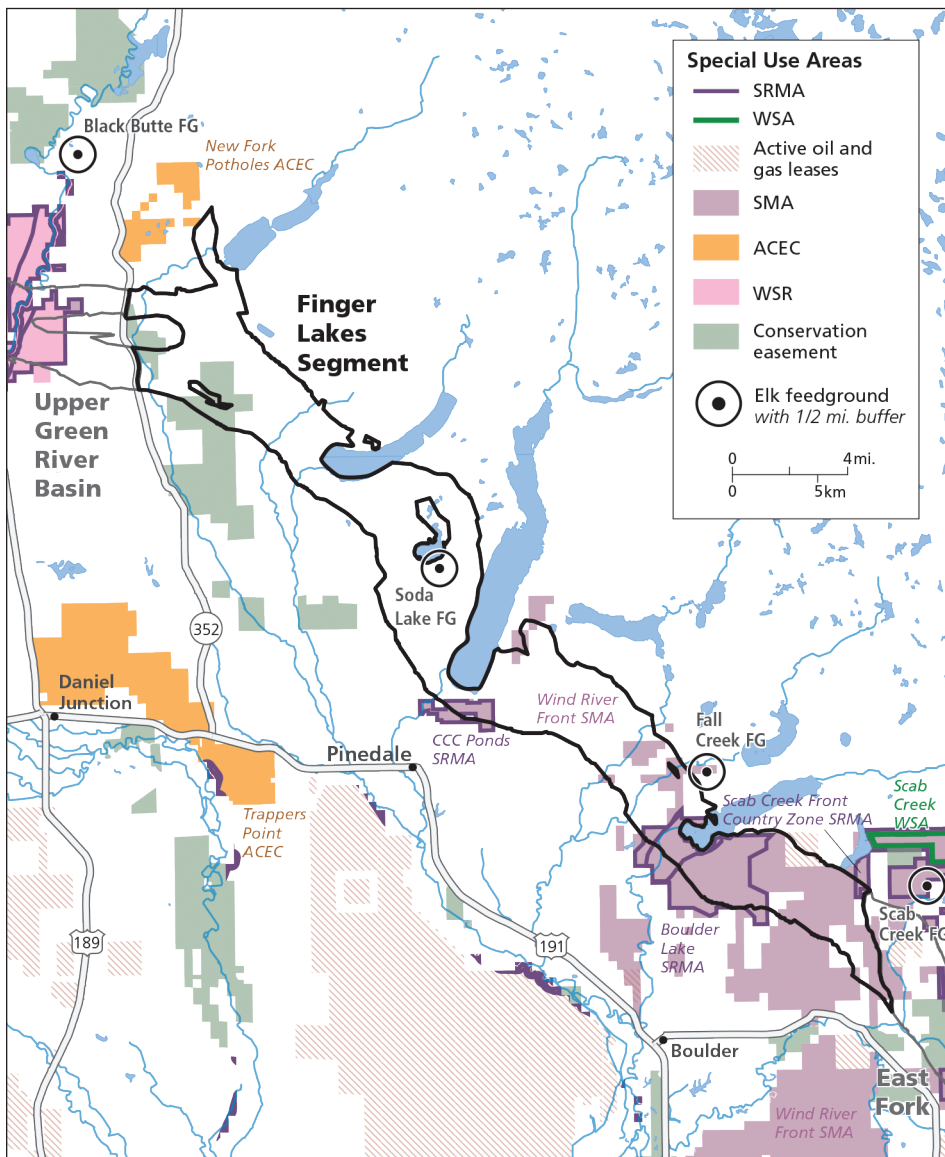 Special Use Areas
SRMA
WSA
Active oil and
gas leases
SMA
ACEC
WSR
Conservation
easement
Elk feedground
with 1/2 mi. buffer
0 4mi.
0 5km
Black Butte FG
New Fork
Potholes ACEC
Finger
Lakes
Segment
Upper
Green
River
Basin
Soda
Lake FG
352
Daniel
Junction
Wind River
Front SMA
CCC Ponds
SRMA
Pinedale
Fall
Creek FG
Scab Creek Front
Country Zone SRMA
Scab
Creek
WSA
Trappers
Point
ACEC
Scab
Creek FG
Boulder
Lake
SRMA
189
191
Boulder
East
Fork
Wind River
Front SMA